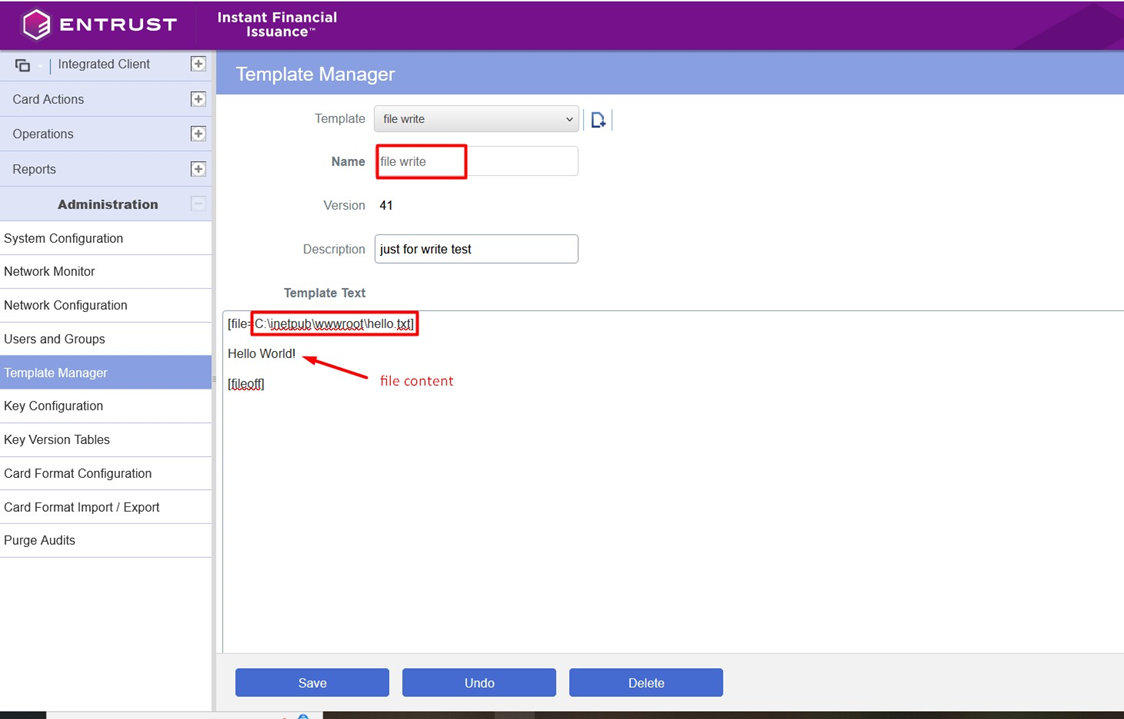 ENTRUST
Instant Financial
Issuance™
Integrated Client
Card Actions
Operations
Reports
Administration
System Configuration
Network Monitor
Network Configuration
Users and Groups
Template Manager
Key Configuration
Key Version Tables
Card Format Configuration
Card Format Import / Export
Purge Audits
Template Manager
Template file write
Name file write
Version 41
Description just for write test
Template Text
[file=C:\inetpub\wwwroot\hello.txt]
Hello World!
file content
[fileoff]
Save Undo Delete